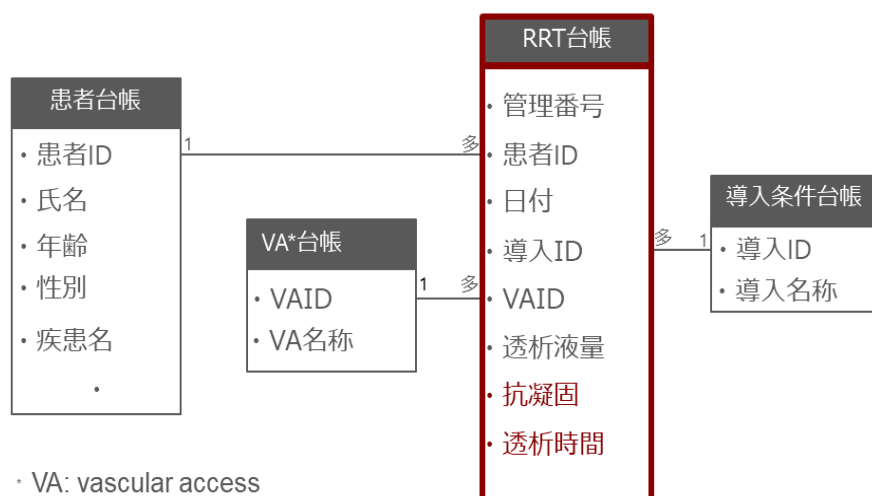 RRT台帳
・管理番号
・患者ID
・日付
・導入ID
・VAID
・透析液量
・抗凝固
・透析時間
患者台帳
・患者ID
・氏名
・年齢
・性別
・疾患名
・
1
多
VA*台帳
・VAID
・VA名称
1
多
導入条件台帳
・導入ID
・導入名称
多
1
* VA: vascular access